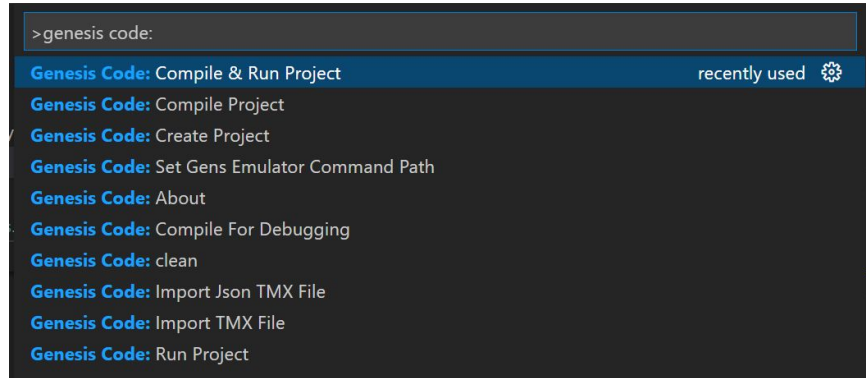 >genesis code:
Genesis Code: Compile & Run Project recently used
Genesis Code: Compile Project
Genesis Code: Create Project
Genesis Code: Set Gens Emulator Command Path
Genesis Code: About
Genesis Code: Compile For Debugging
Genesis Code: clean
Genesis Code: Import Json TMX File
Genesis Code: Import TMX File
Genesis Code: Run Project